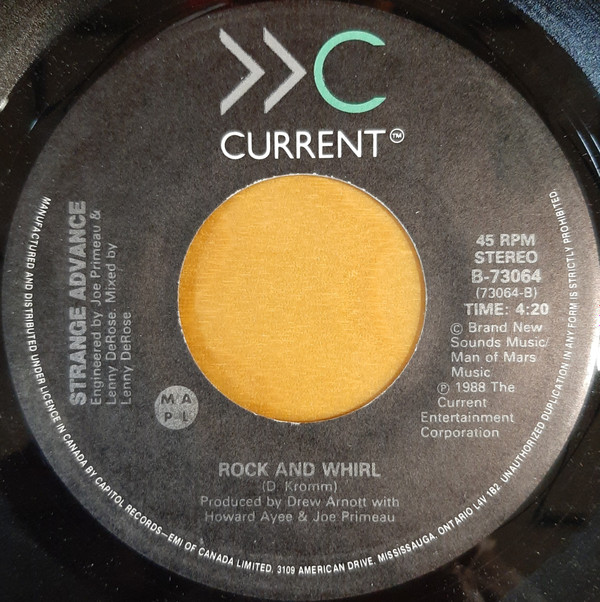 C
CURRENT™
STRANGE ADVANCE
Engineered by Joe Primeau &
Lenny DeRose. Mixed by
Lenny DeRose
45 RPM
STEREO
B-73064
(73064-B)
TIME: 4:20
© Brand New
Sounds Music/
Man of Mars
Music
℗ 1988 The
Current
Entertainment
Corporation
M A
P L
ROCK AND WHIRL
(D. Kromm)
Produced by Drew Arnott with
Howard Ayee & Joe Primeau
MANUFACTURED AND DISTRIBUTED UNDER LICENCE IN CANADA BY CAPITOL RECORDS—EMI OF CANADA LIMITED, 3109 AMERICAN DRIVE, MISSISSAUGA, ONTARIO L4V 1B2. UNAUTHORIZED DUPLICATION IN ANY FORM IS STRICTLY PROHIBITED